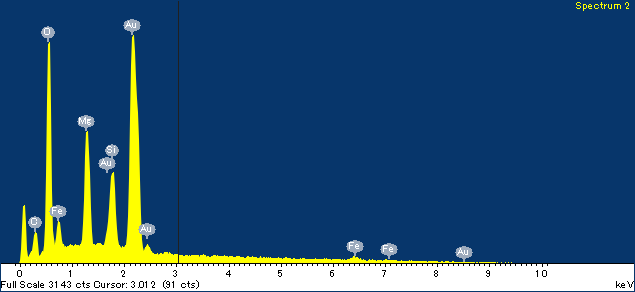 Spectrum 2
Au
O
Mg
Si
Au
Fe
O
Au
Fe
Fe
Au
0 1 2 3 4 5 6 7 8 9 10
Full Scale 3143 cts Cursor: 3.012 (91 cts) keV